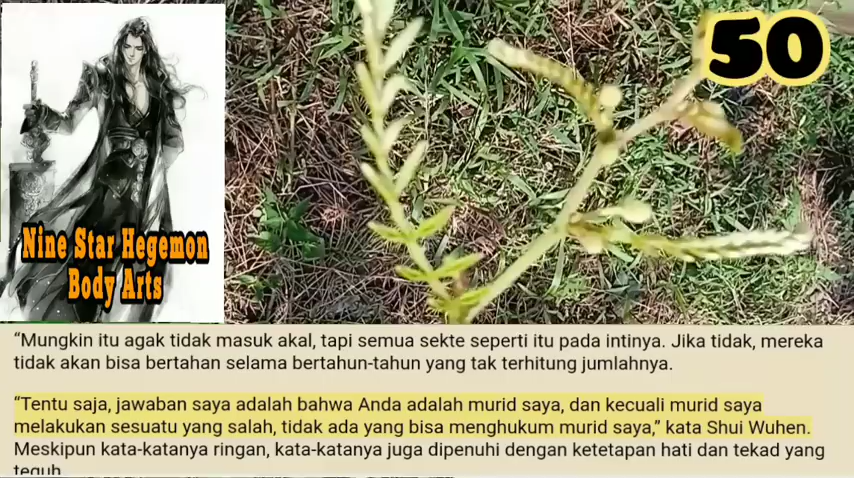 50
Nine Star Hegemon
Body Arts
“Mungkin itu agak tidak masuk akal, tapi semua sekte seperti itu pada intinya. Jika tidak, mereka
tidak akan bisa bertahan selama bertahun-tahun yang tak terhitung jumlahnya.
“Tentu saja, jawaban saya adalah bahwa Anda adalah murid saya, dan kecuali murid saya
melakukan sesuatu yang salah, tidak ada yang bisa menghukum murid saya,” kata Shui Wuhen.
Meskipun kata-katanya ringan, kata-katanya juga dipenuhi dengan ketetapan hati dan tekad yang
teguh